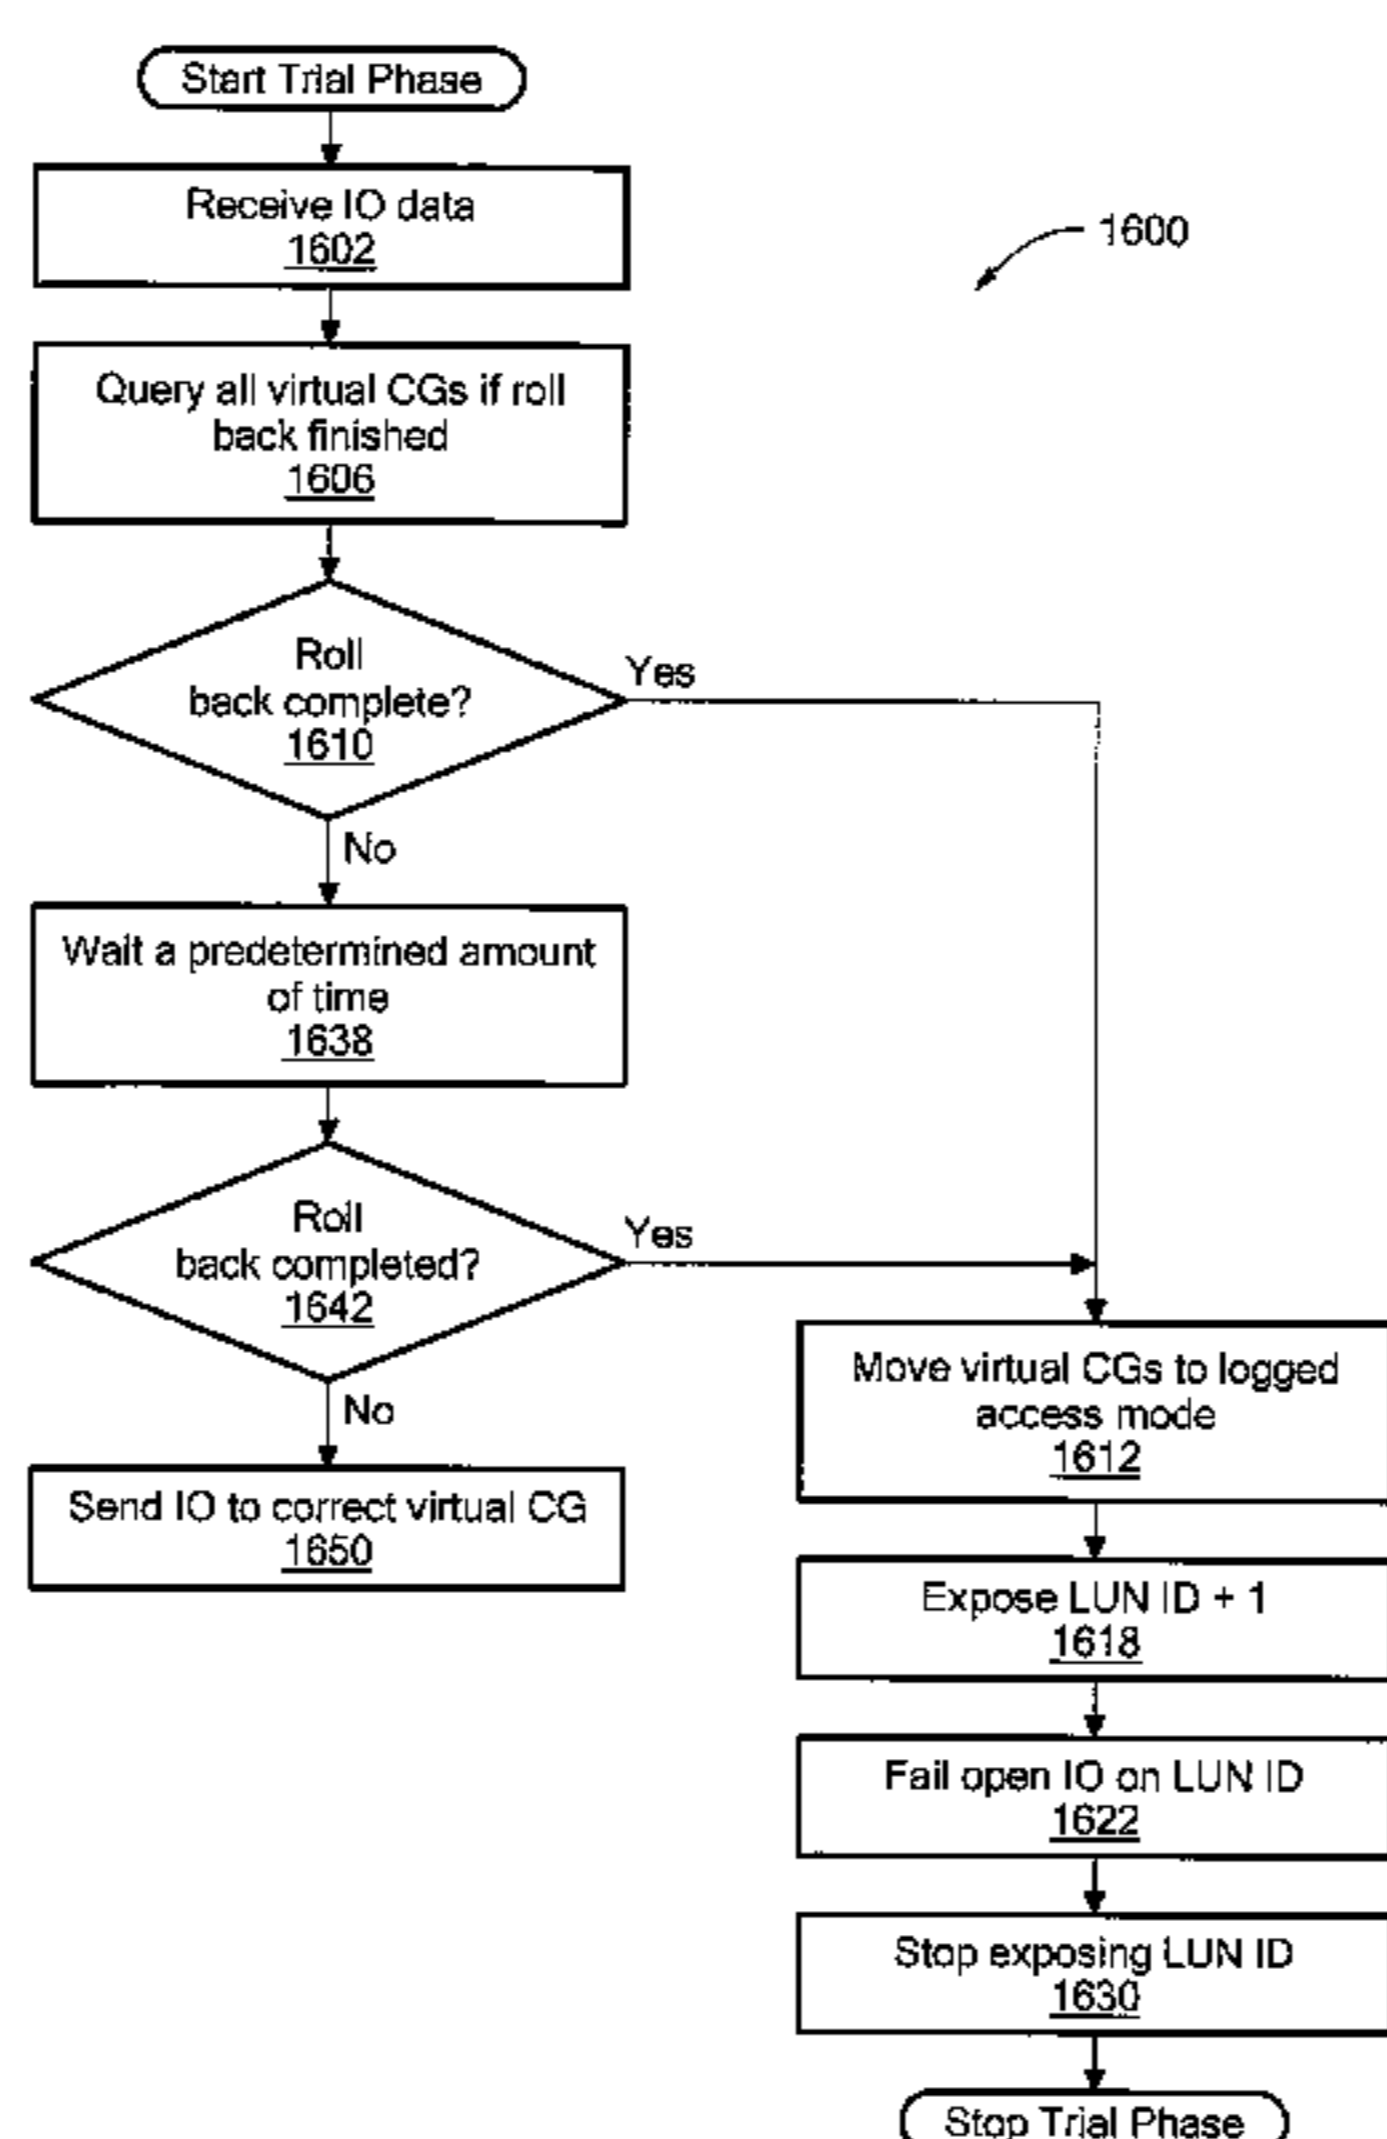 Start Trial Phase
Receive IO data
1602
1600
Query all virtual CGs if roll
back finished
1606
Roll
back complete?
1610
Yes
No
Wait a predetermined amount
of time
1638
Roll
back completed?
1642
Yes
No
Send IO to correct virtual CG
1650
Move virtual CGs to logged
access mode
1612
Expose LUN ID + 1
1618
Fail open IO on LUN ID
1622
Stop exposing LUN ID
1630
Stop Trial Phase